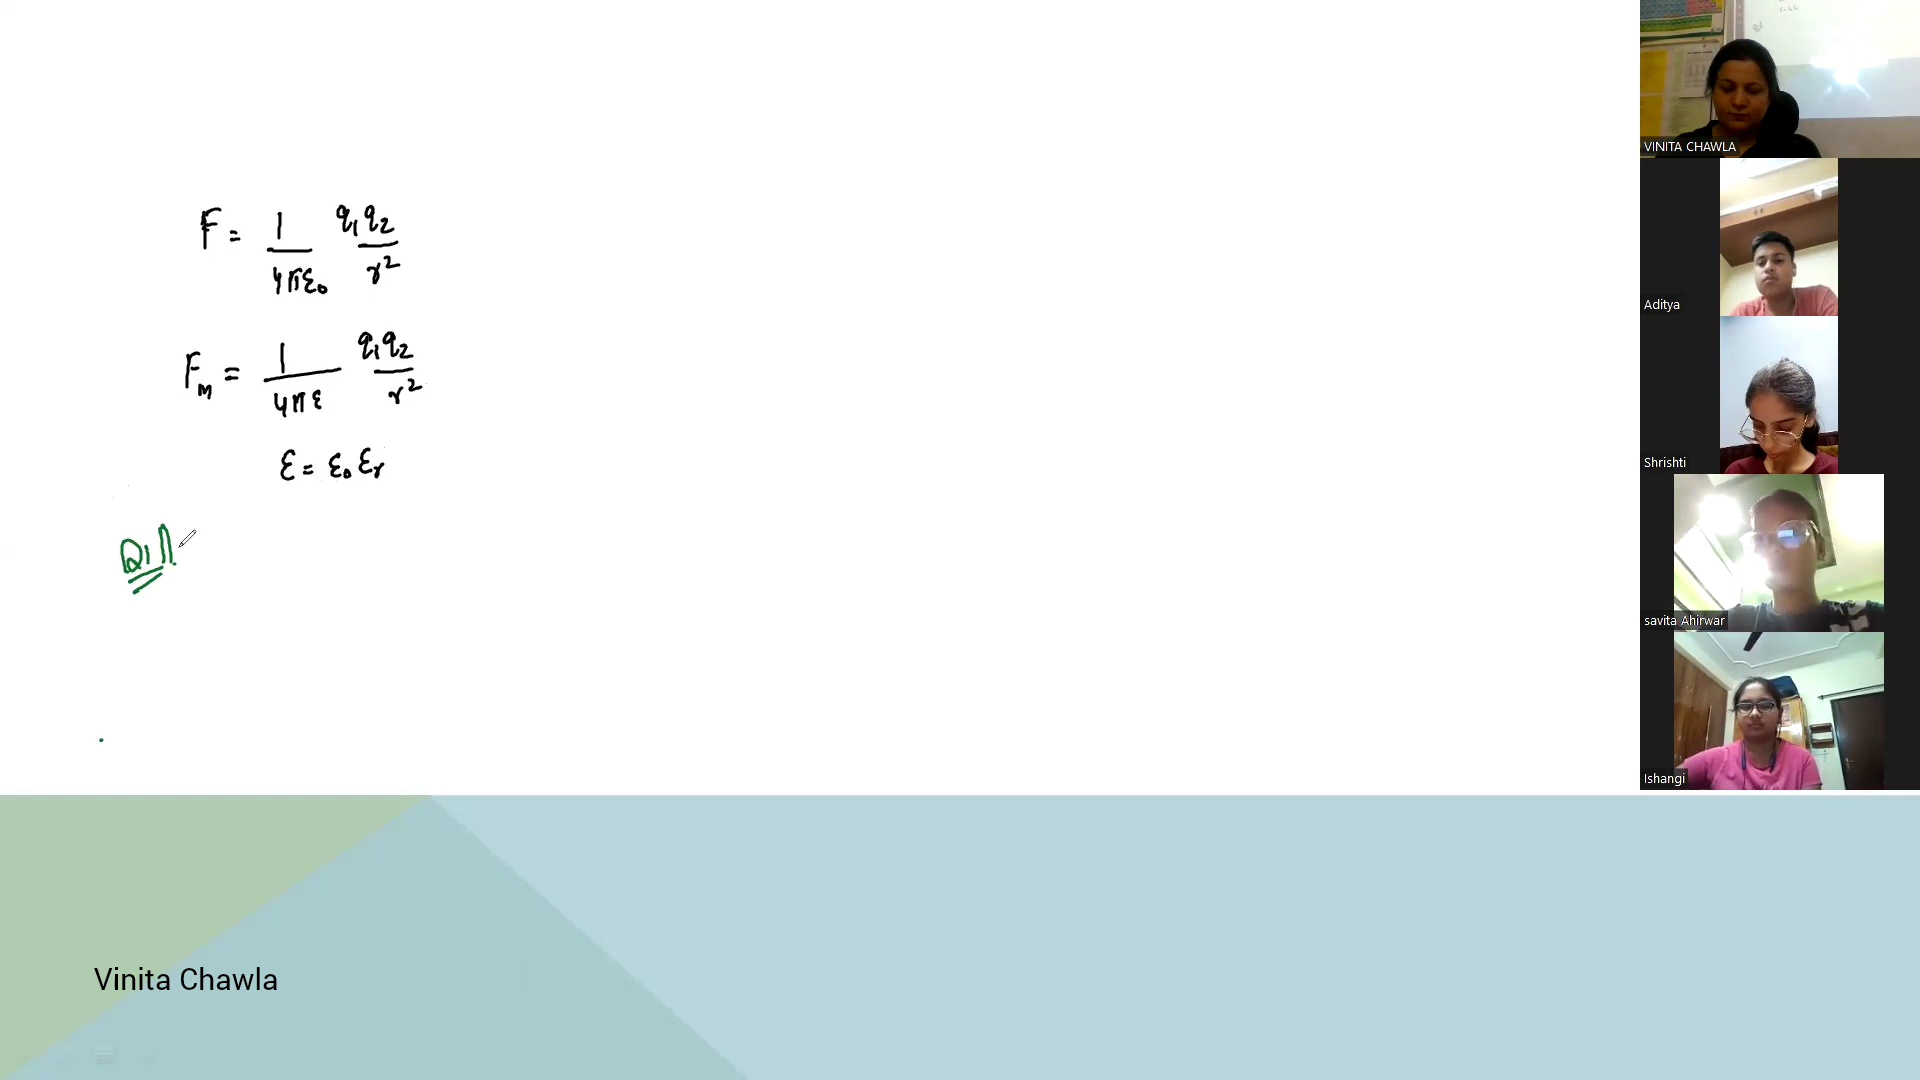 F = 1/4πε₀ q₁q₂/r²
Fₘ = 1/4πε q₁q₂/r²
ε = ε₀ εᵣ
Vinita Chawla
VINITA CHAWLA
Aditya
Shrishti
savita Ahirwar
Ishangi